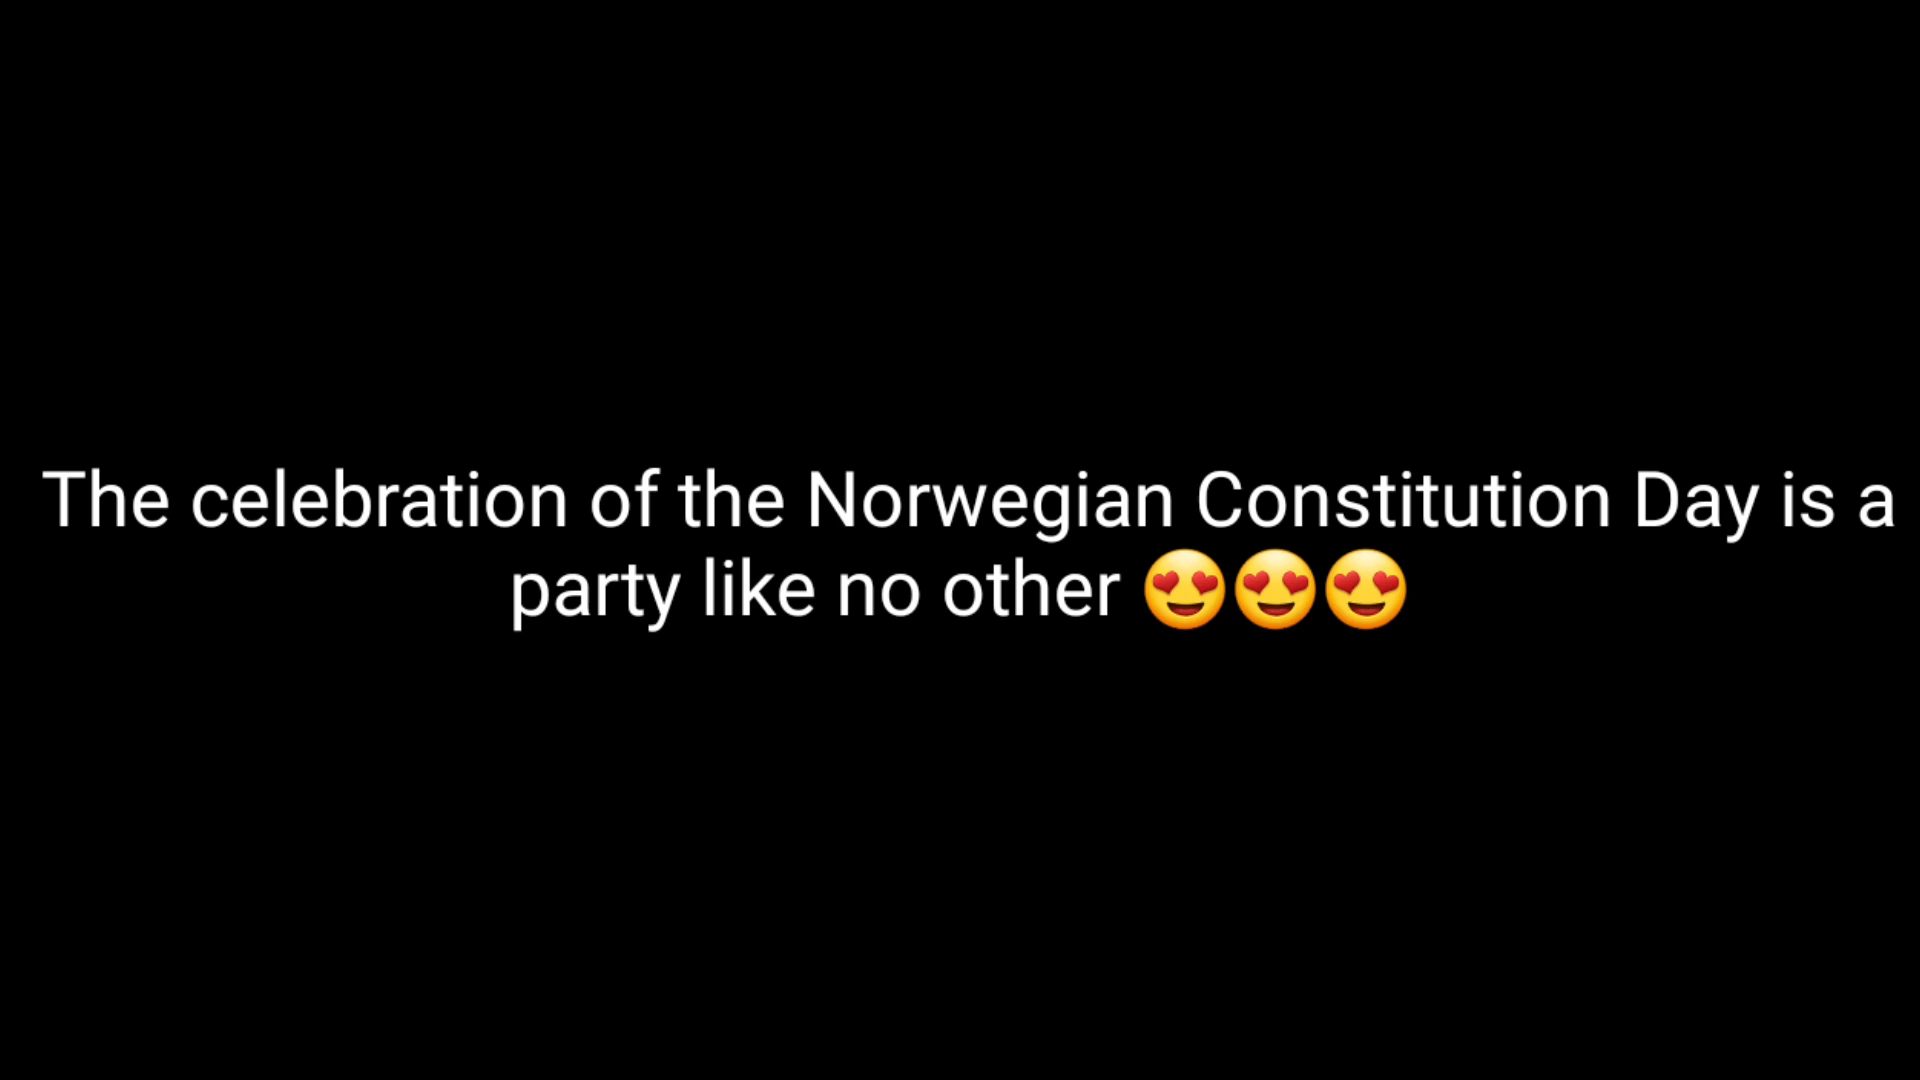 The celebration of the Norwegian Constitution Day is a
party like no other 😍😍😍